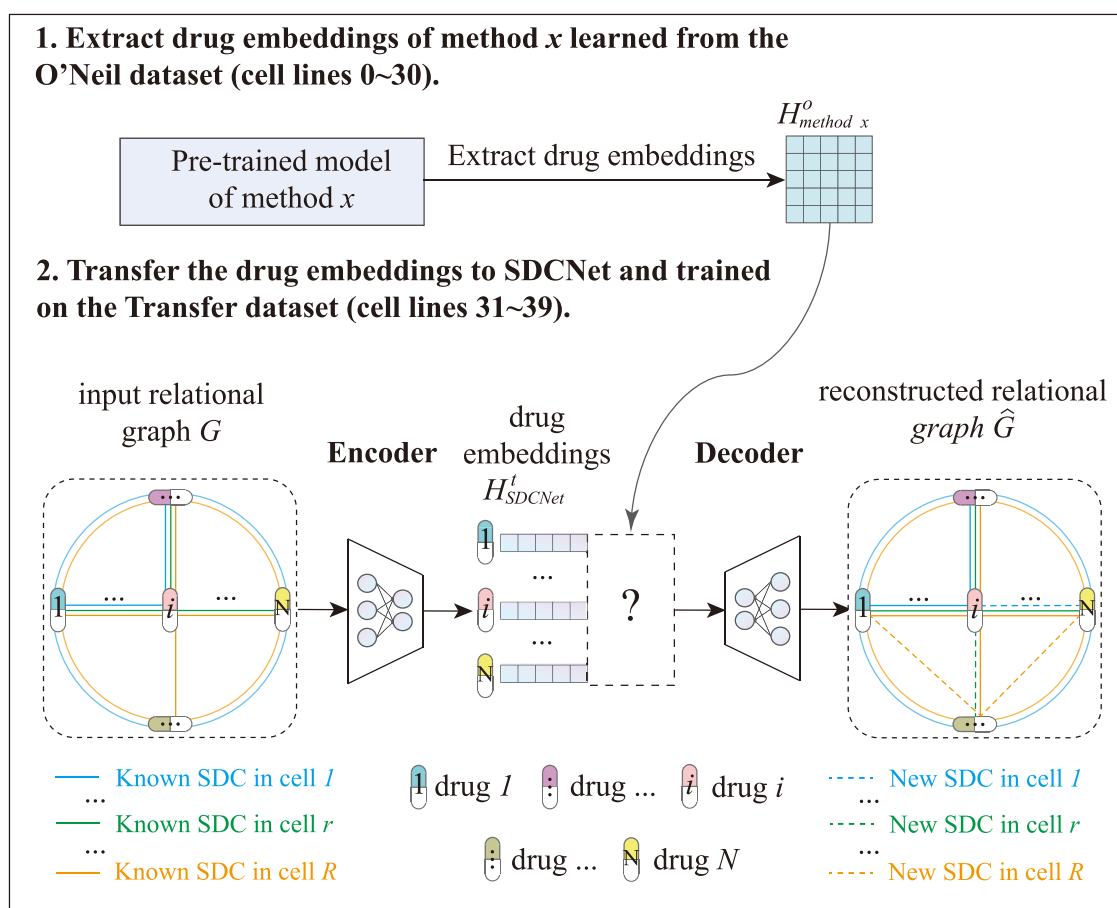 1. Extract drug embeddings of method x learned from the
O'Neil dataset (cell lines 0~30).
H^o_method x
Pre-trained model
of method x
Extract drug embeddings
2. Transfer the drug embeddings to SDCNet and trained
on the Transfer dataset (cell lines 31~39).
input relational
graph G
Encoder
drug
embeddings
H^t_SDCNet
Decoder
reconstructed relational
graph Ĝ
...
1 ... i ... N
...
1
...
i
...
N
?
...
1 ... i ... N
...
Known SDC in cell 1
...
Known SDC in cell r
...
Known SDC in cell R
1 drug 1
: drug ...
i drug i
: drug ...
N drug N
New SDC in cell 1
...
New SDC in cell r
...
New SDC in cell R